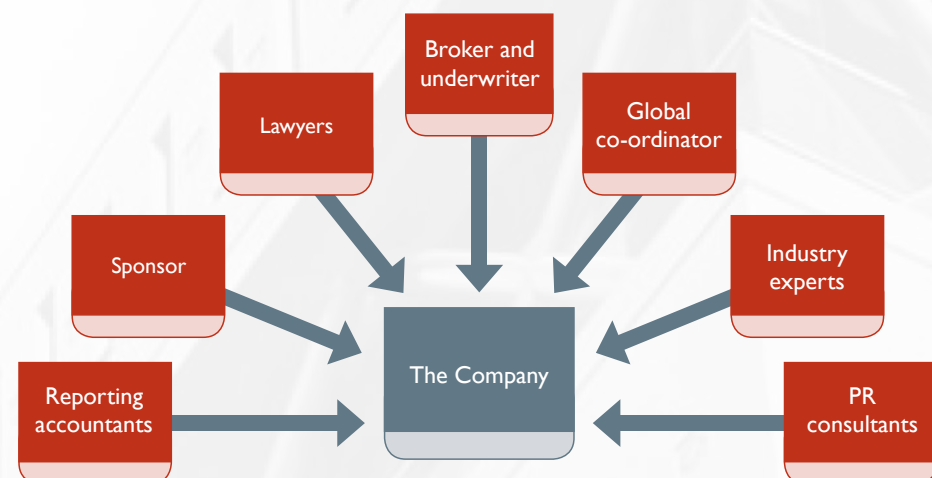 Broker and
underwriter
Lawyers
Global
co-ordinator
Sponsor
Industry
experts
The Company
Reporting
accountants
PR
consultants